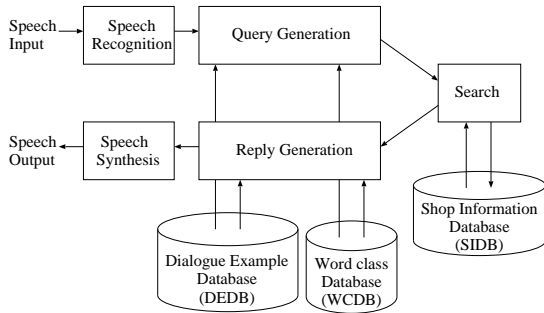 Speech
Input
Speech
Recognition
Query Generation
Search
Speech
Output
Speech
Synthesis
Reply Generation
Shop Information
Database
(SIDB)
Dialogue Example
Database
(DEDB)
Word class
Database
(WCDB)